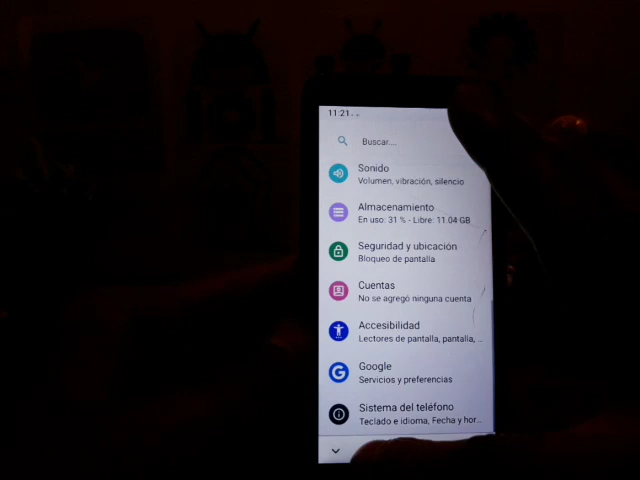 11:21
Buscar...
Sonido
Volumen, vibración, silencio
Almacenamiento
En uso: 31 % - Libre: 11.04 GB
Seguridad y ubicación
Bloqueo de pantalla
Cuentas
No se agregó ninguna cuenta
Accesibilidad
Lectores de pantalla, pantalla, ...
Google
Servicios y preferencias
Sistema del teléfono
Teclado e idioma, Fecha y hor...